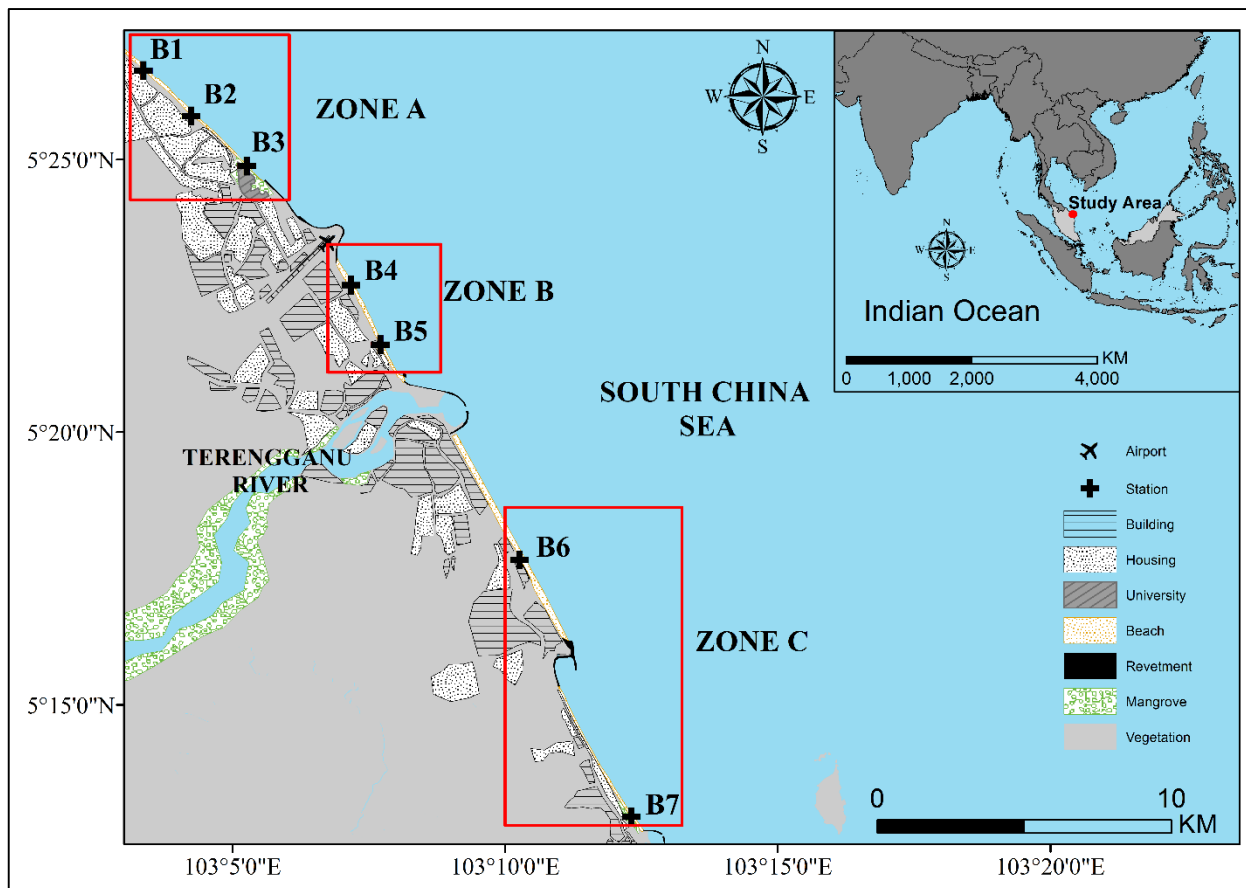 B1
B2
B3
ZONE A
B4
B5
ZONE B
SOUTH CHINA
SEA
TERENGGANU
RIVER
B6
ZONE C
B7
N
W
E
S
5°25'0"N
5°20'0"N
5°15'0"N
103°5'0"E
103°10'0"E
103°15'0"E
103°20'0"E
Study Area
N
W
E
S
Indian Ocean
KM
0
1,000
2,000
4,000
Airport
Station
Building
Housing
University
Beach
Revetment
Mangrove
Vegetation
0
10
KM